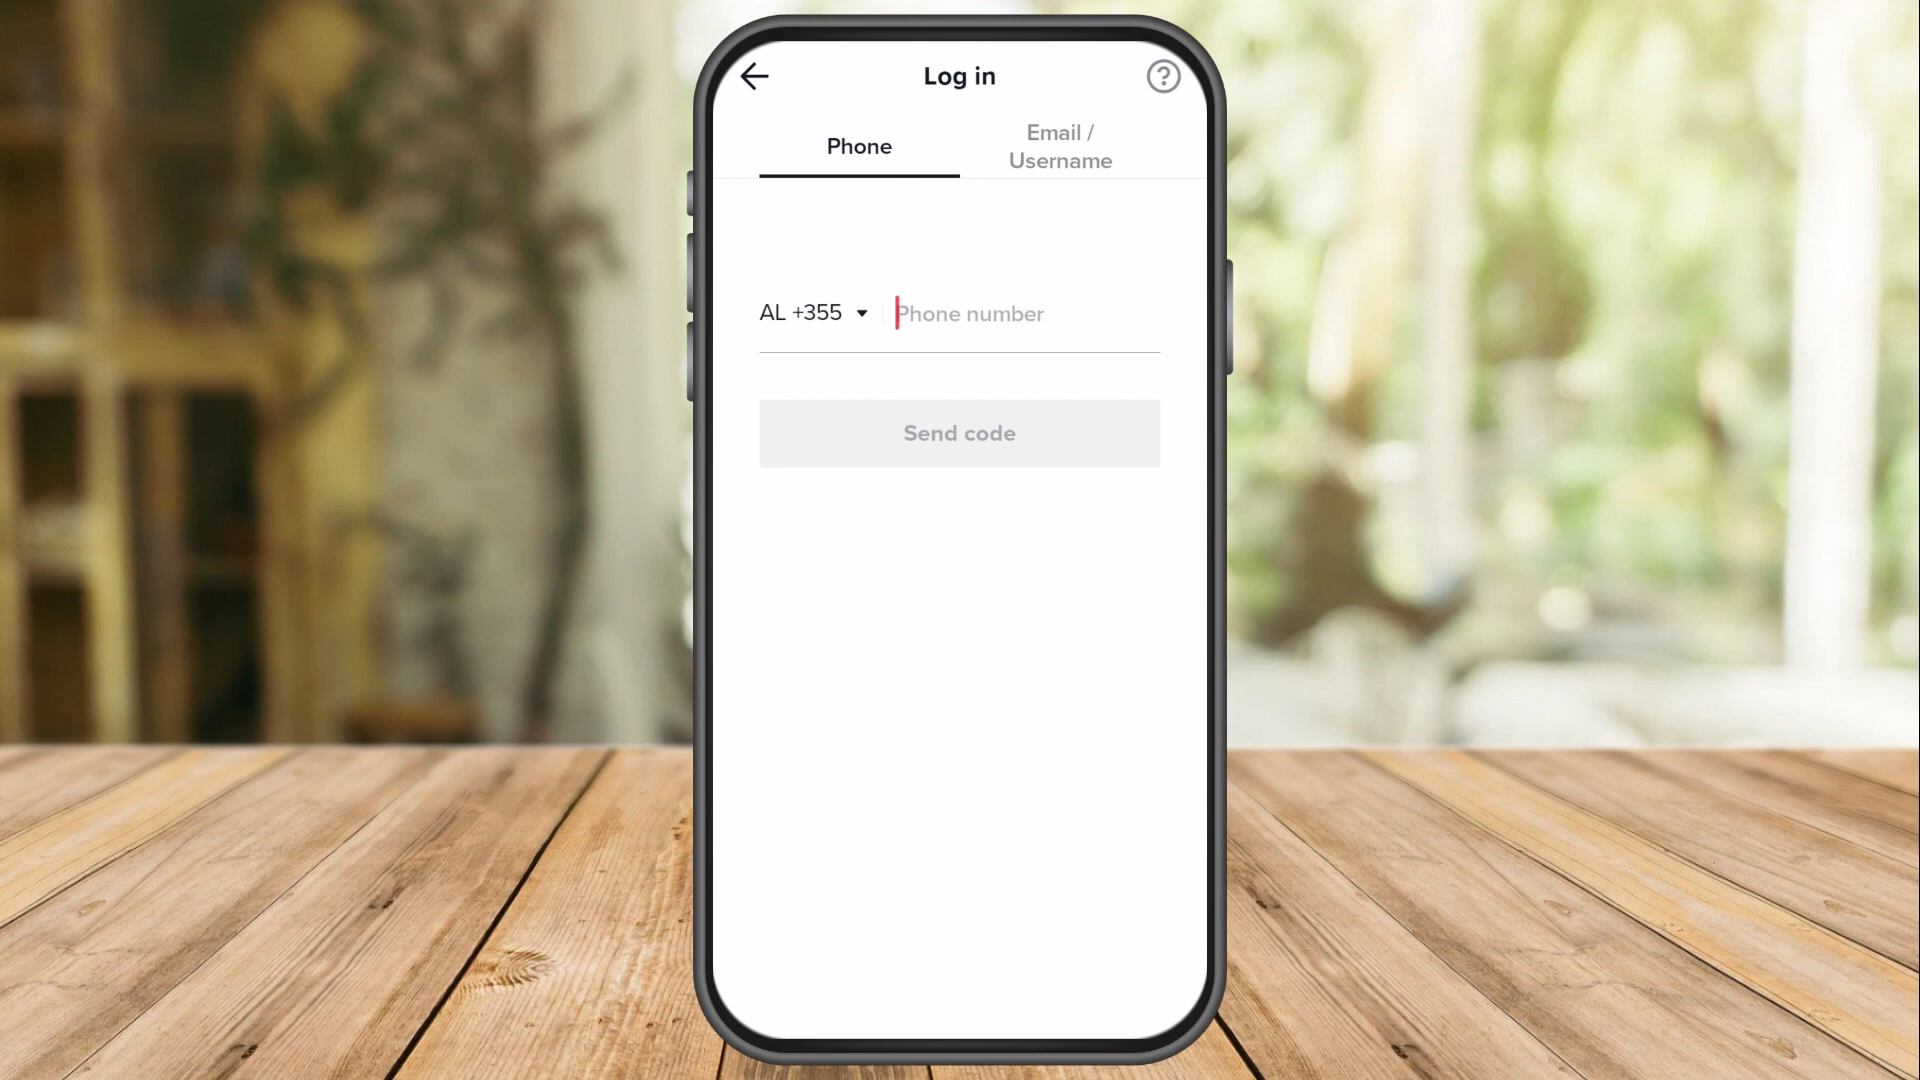 Log in
Phone
Email /
Username
AL +355
Phone number
Send code